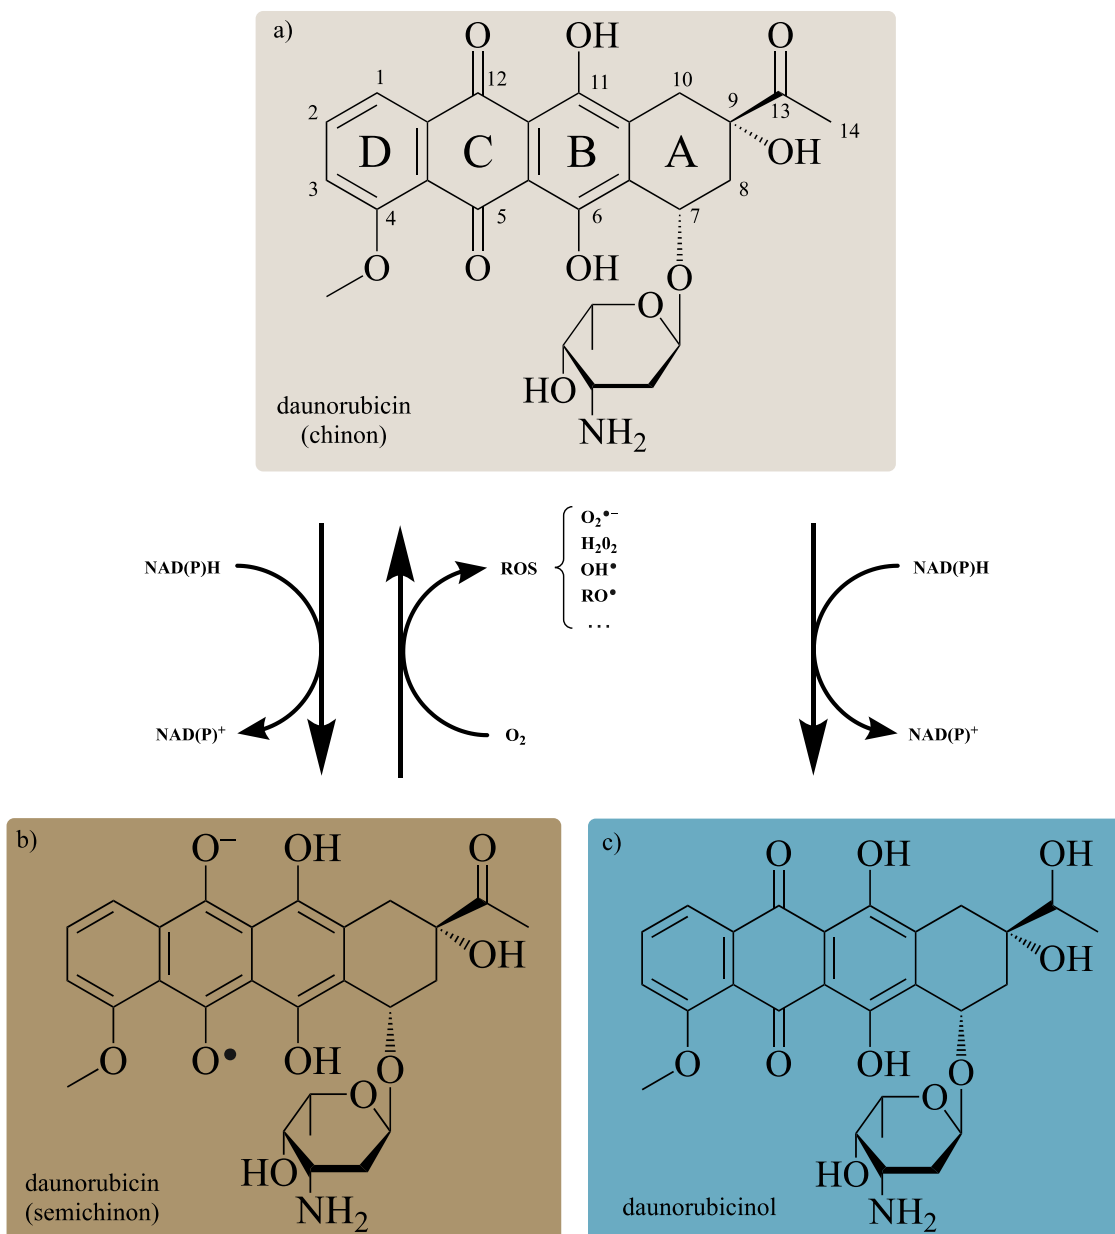 a)
O
OH
O
1
12
11
10
9
13
14
2
D
C
B
A
OH
3
4
5
6
7
8
O
O
OH
O
O
HO
NH2
daunorubicin
(chinon)
NAD(P)H
NAD(P)+
ROS
O2•−
H202
OH•
RO•
...
O2
NAD(P)H
NAD(P)+
b)
O−
OH
O
OH
O
O•
OH
O
O
HO
NH2
daunorubicin
(semichinon)
c)
O
OH
OH
OH
O
O
OH
O
O
HO
NH2
daunorubicinol